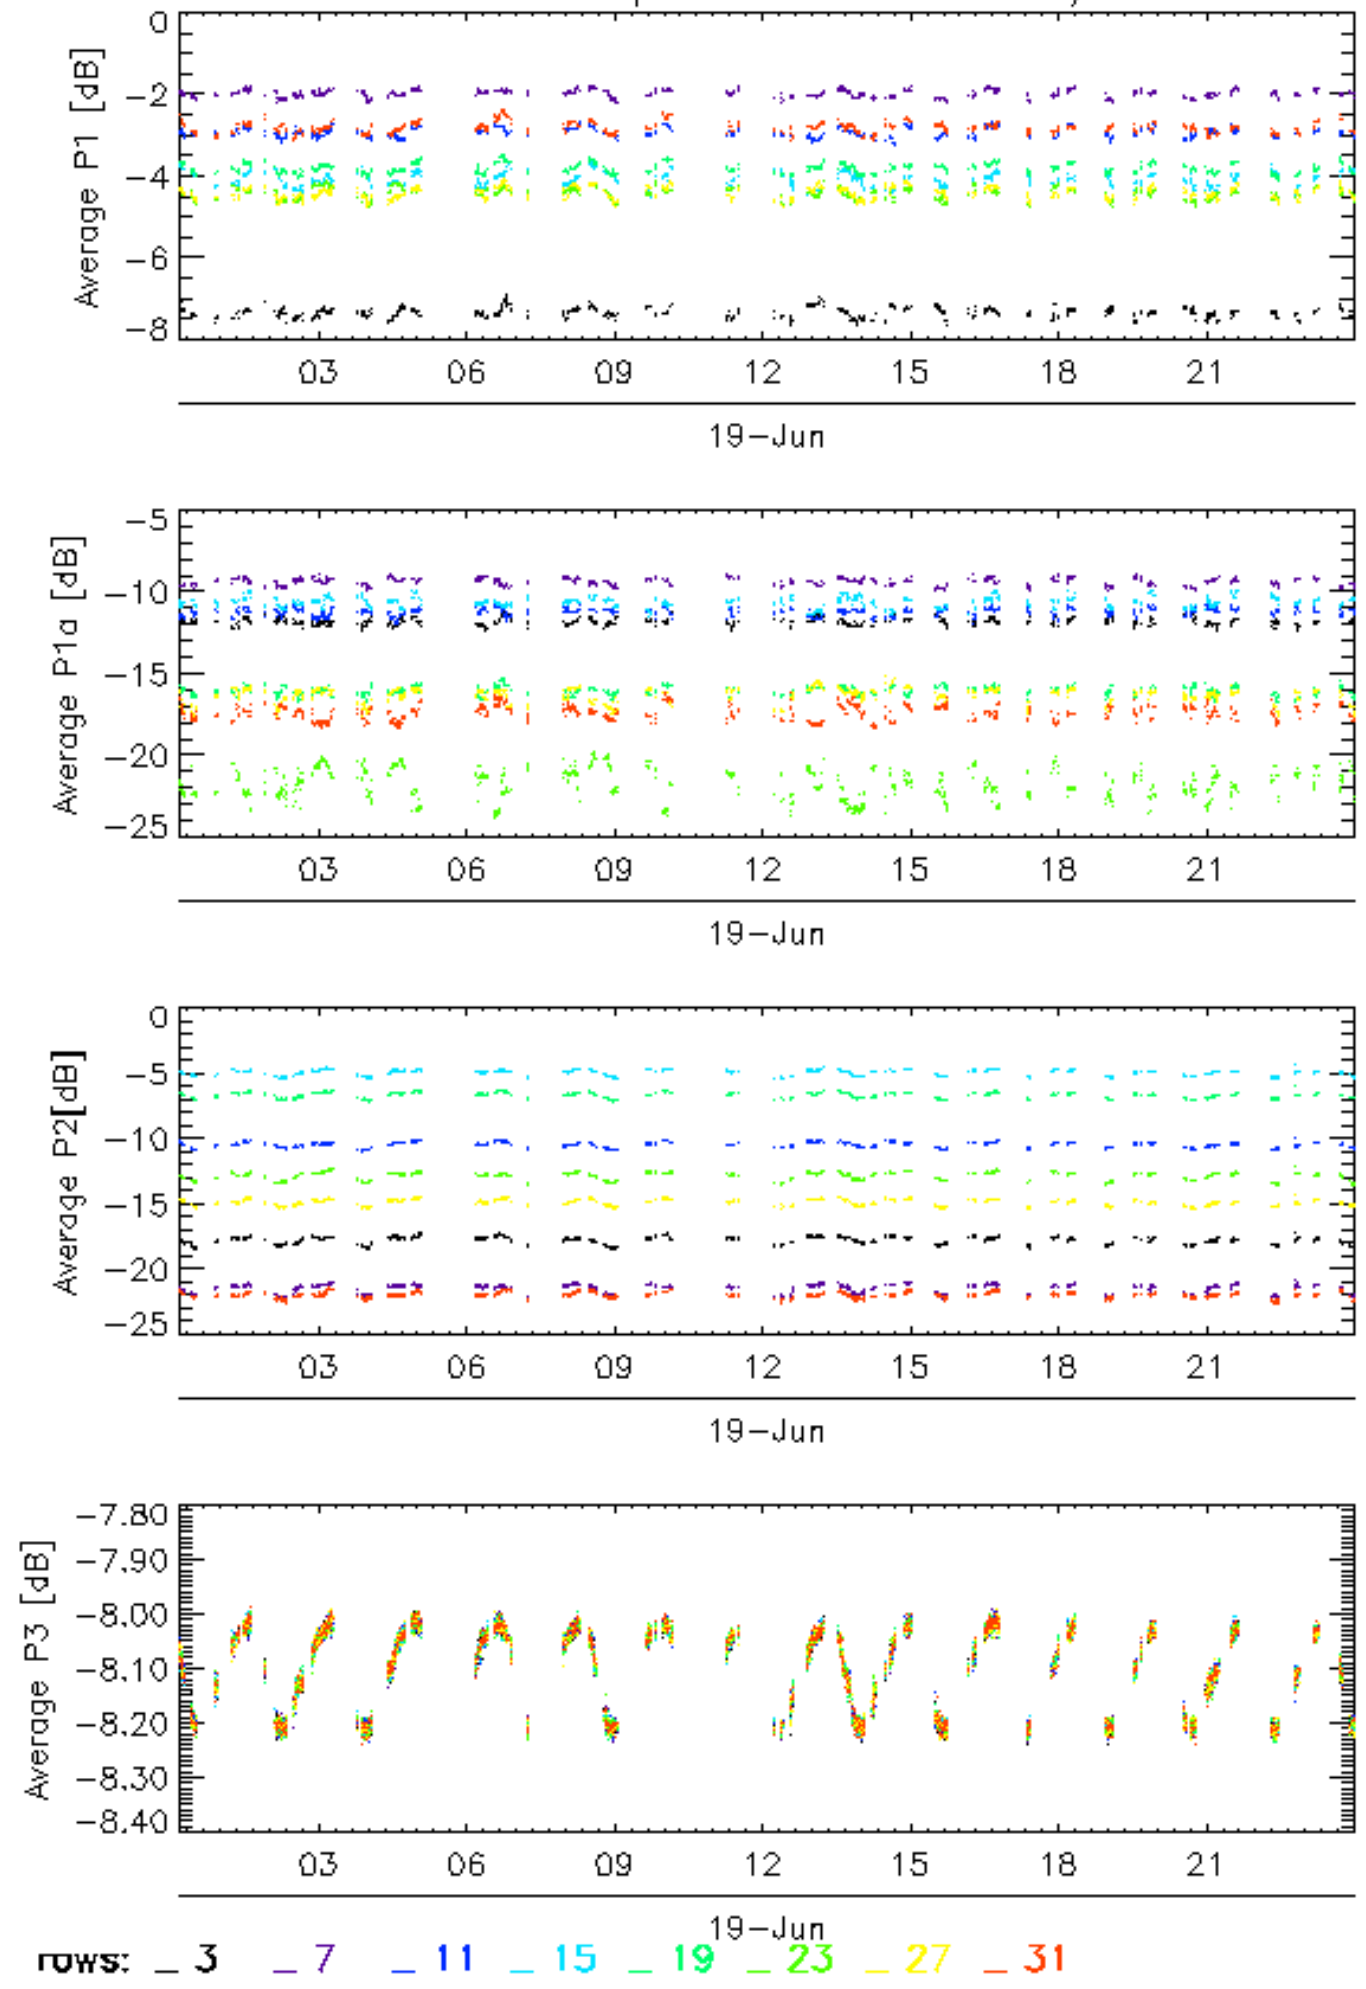 Average P1 [dB]
0
−2
−4
−6
−8
03 06 09 12 15 18 21
19−Jun
Average P1a [dB]
−5
−10
−15
−20
−25
03 06 09 12 15 18 21
19−Jun
Average P2[dB]
0
−5
−10
−15
−20
−25
03 06 09 12 15 18 21
19−Jun
Average P3 [dB]
−7.80
−7.90
−8.00
−8.10
−8.20
−8.30
−8.40
03 06 09 12 15 18 21
19−Jun
rows: _ 3 _ 7 _ 11 _ 15 _ 19 _ 23 _ 27 _ 31